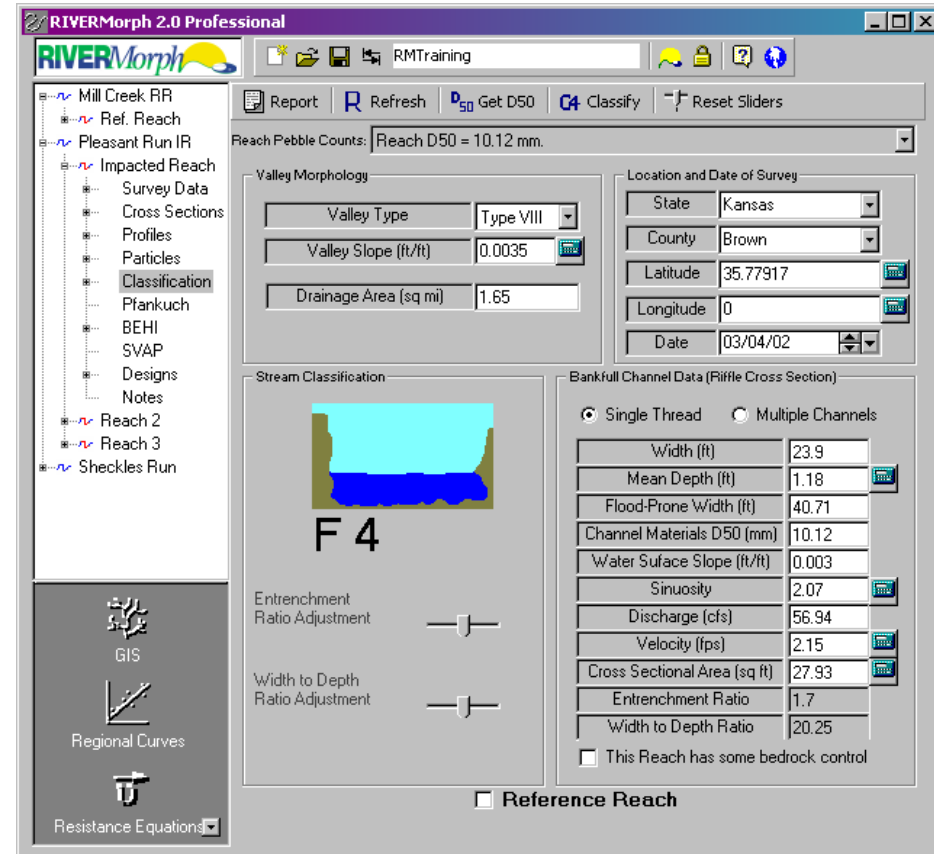 RIVERMorph 2.0 Professional
RIVERMorph
RMTraining
Mill Creek RR
Ref. Reach
Pleasant Run IR
Impacted Reach
Survey Data
Cross Sections
Profiles
Particles
Classification
Pfankuch
BEHI
SVAP
Designs
Notes
Reach 2
Reach 3
Sheckles Run
GIS
Regional Curves
Resistance Equations
Report R Refresh D50 Get D50 C4 Classify Reset Sliders
Reach Pebble Counts: Reach D50 = 10.12 mm.
Valley Morphology
Valley Type Type VIII
Valley Slope (ft/ft) 0.0035
Drainage Area (sq mi) 1.65
Location and Date of Survey
State Kansas
County Brown
Latitude 35.77917
Longitude 0
Date 03/04/02
Stream Classification
F 4
Entrenchment
Ratio Adjustment
Width to Depth
Ratio Adjustment
Bankfull Channel Data (Riffle Cross Section)
Single Thread Multiple Channels
Width (ft) 23.9
Mean Depth (ft) 1.18
Flood-Prone Width (ft) 40.71
Channel Materials D50 (mm) 10.12
Water Suface Slope (ft/ft) 0.003
Sinuosity 2.07
Discharge (cfs) 56.94
Velocity (fps) 2.15
Cross Sectional Area (sq ft) 27.93
Entrenchment Ratio 1.7
Width to Depth Ratio 20.25
This Reach has some bedrock control
Reference Reach